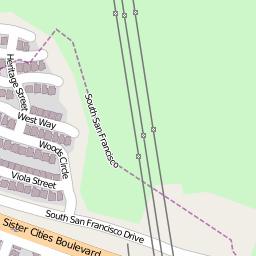 Heritage Street
South San Francisco
West Way
Woods Circle
Viola Street
South San Francisco Drive
Sister Cities Boulevard